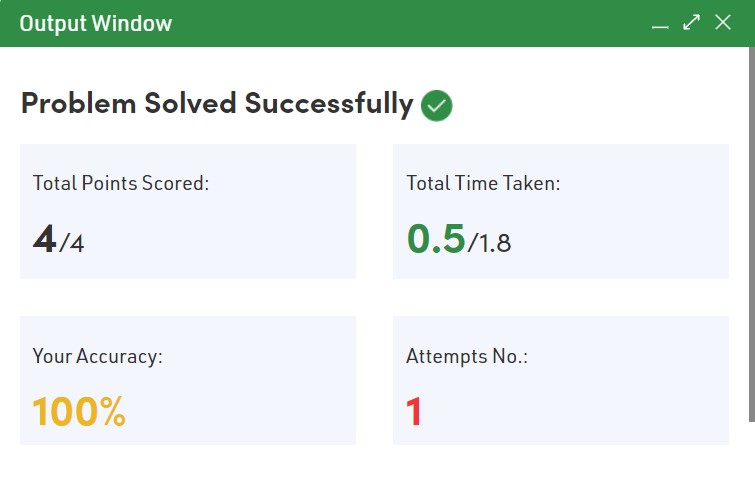 Output Window
Problem Solved Successfully
Total Points Scored:
4/4
Total Time Taken:
0.5/1.8
Your Accuracy:
100%
Attempts No.:
1